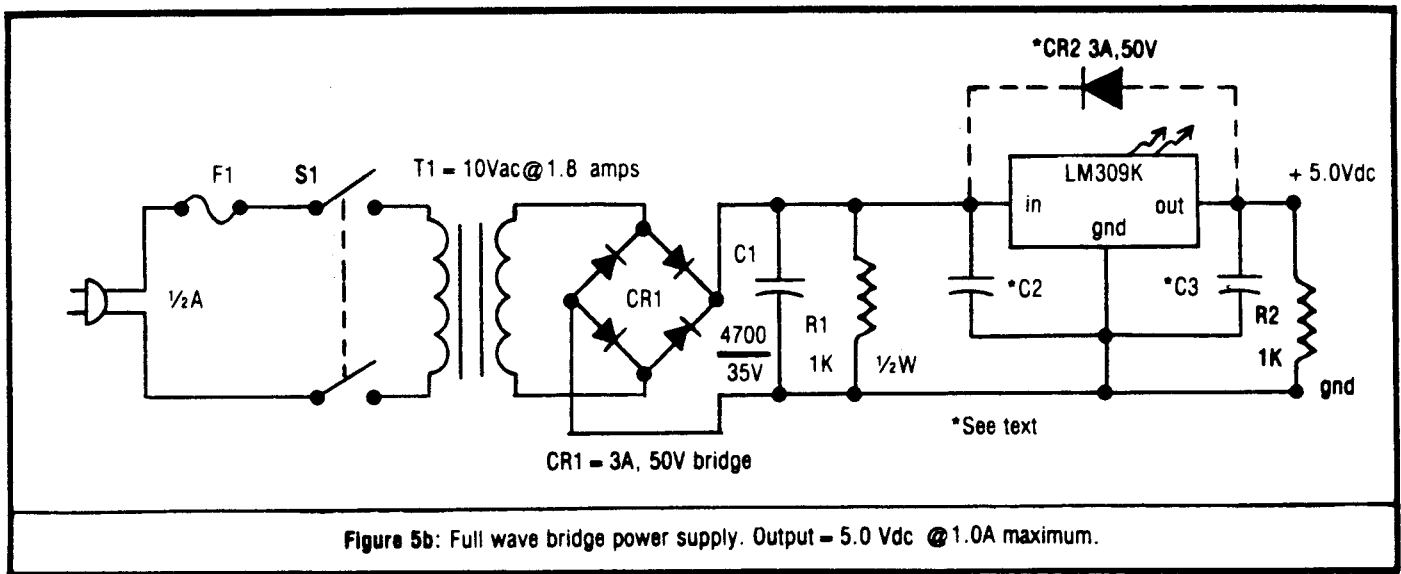 *CR2 3A,50V
F1
S1
T1 = 10Vac@1.8 amps
LM309K
+ 5.0Vdc
in
out
gnd
½A
CR1
C1
4700
35V
R1
1K
½W
*C2
*C3
R2
1K
gnd
*See text
CR1 = 3A, 50V bridge
Figure 5b: Full wave bridge power supply. Output = 5.0 Vdc @1.0A maximum.